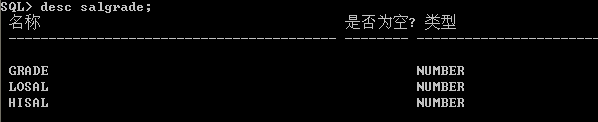 SQL> desc salgrade;
名称 是否为空? 类型
----------------------------------------- -------- ----------------------
GRADE NUMBER
LOSAL NUMBER
HISAL NUMBER